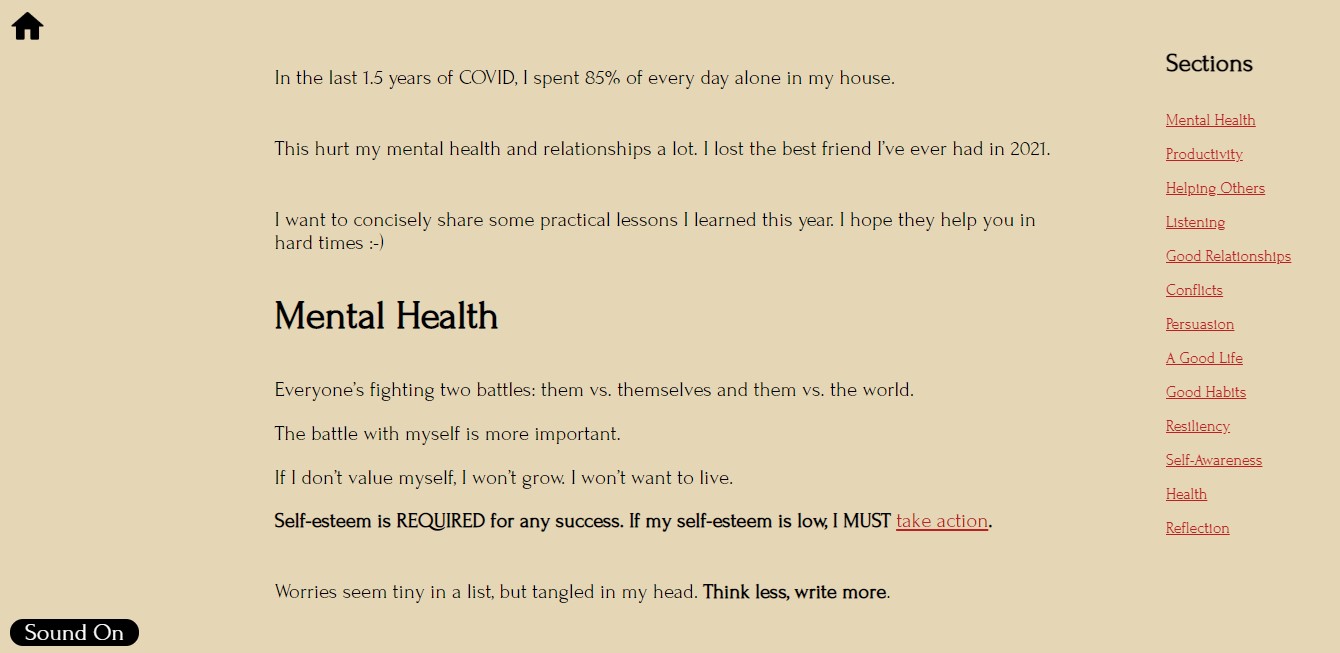 In the last 1.5 years of COVID, I spent 85% of every day alone in my house.
This hurt my mental health and relationships a lot. I lost the best friend I've ever had in 2021.
I want to concisely share some practical lessons I learned this year. I hope they help you in
hard times :-)
Mental Health
Everyone's fighting two battles: them vs. themselves and them vs. the world.
The battle with myself is more important.
If I don't value myself, I won't grow. I won't want to live.
Self-esteem is REQUIRED for any success. If my self-esteem is low, I MUST take action.
Worries seem tiny in a list, but tangled in my head. Think less, write more.
Sections
Mental Health
Productivity
Helping Others
Listening
Good Relationships
Conflicts
Persuasion
A Good Life
Good Habits
Resiliency
Self-Awareness
Health
Reflection
Sound On